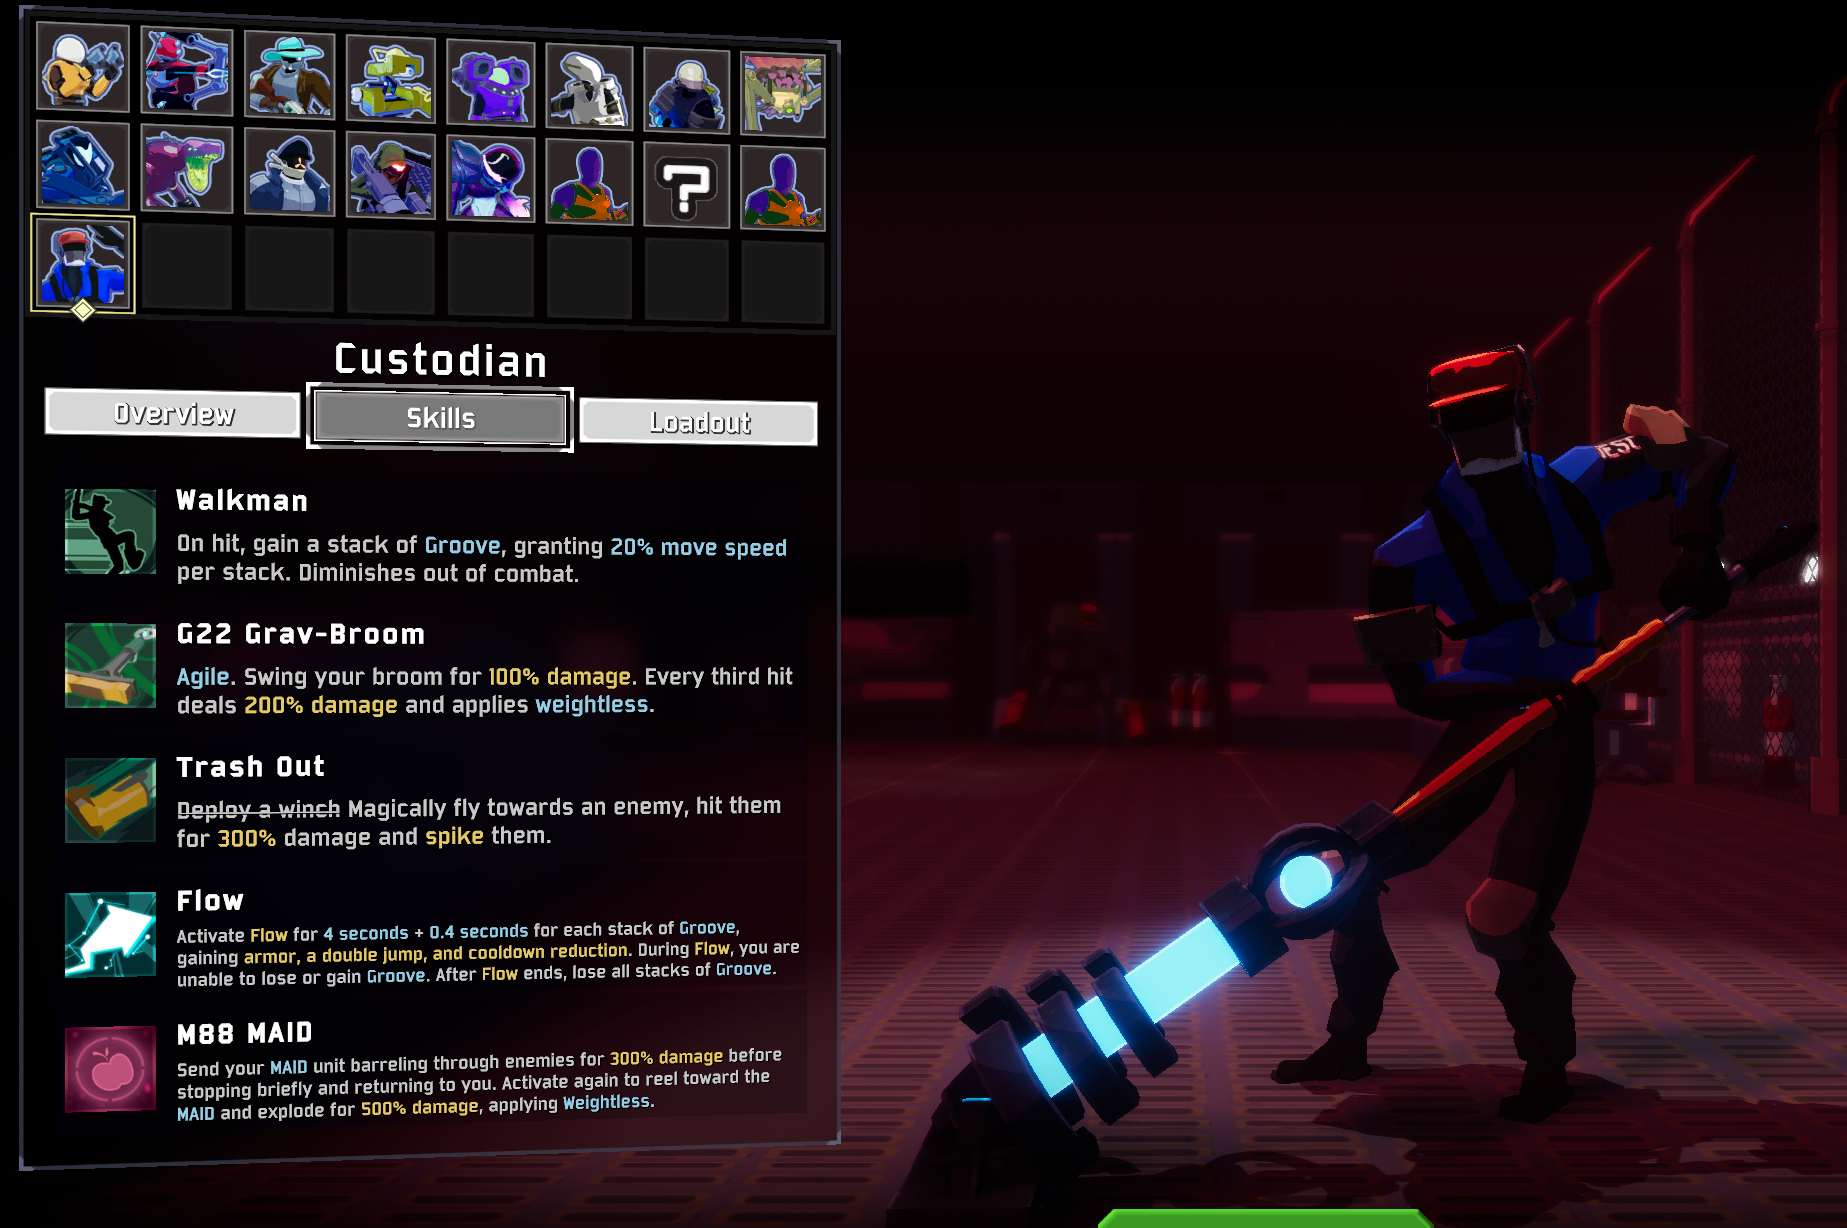 ?
Custodian
Overview
Skills
Loadout
Walkman
On hit, gain a stack of Groove, granting 20% move speed
per stack. Diminishes out of combat.
G22 Grav-Broom
Agile. Swing your broom for 100% damage. Every third hit
deals 200% damage and applies weightless.
Trash Out
Deploy a winch Magically fly towards an enemy, hit them
for 300% damage and spike them.
Flow
Activate Flow for 4 seconds + 0.4 seconds for each stack of Groove,
gaining armor, a double jump, and cooldown reduction. During Flow, you are
unable to lose or gain Groove. After Flow ends, lose all stacks of Groove.
M88 MAID
Send your MAID unit barreling through enemies for 300% damage before
stopping briefly and returning to you. Activate again to reel toward the
MAID and explode for 500% damage, applying Weightless.